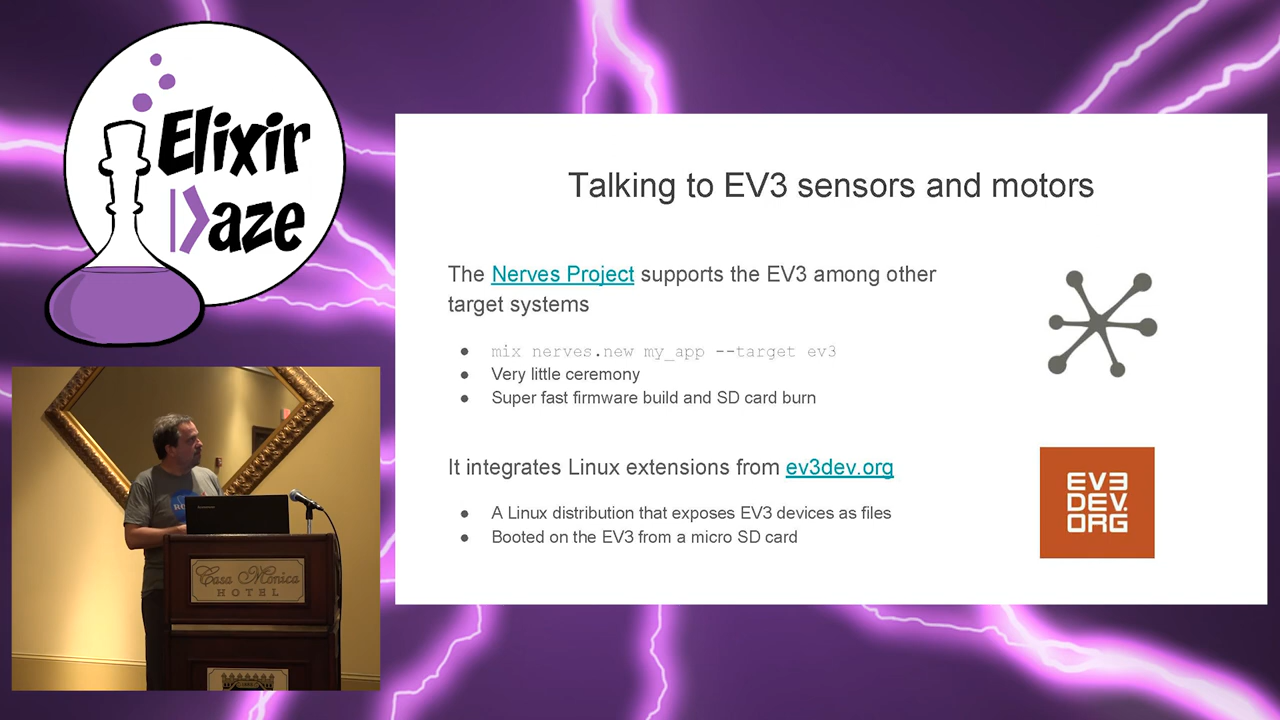 Elixir
Daze
Talking to EV3 sensors and motors
The Nerves Project supports the EV3 among other
target systems
● mix nerves.new my_app --target ev3
● Very little ceremony
● Super fast firmware build and SD card burn
It integrates Linux extensions from ev3dev.org
● A Linux distribution that exposes EV3 devices as files
● Booted on the EV3 from a micro SD card
EV3
DEV.
ORG
Casa Monica
HOTEL